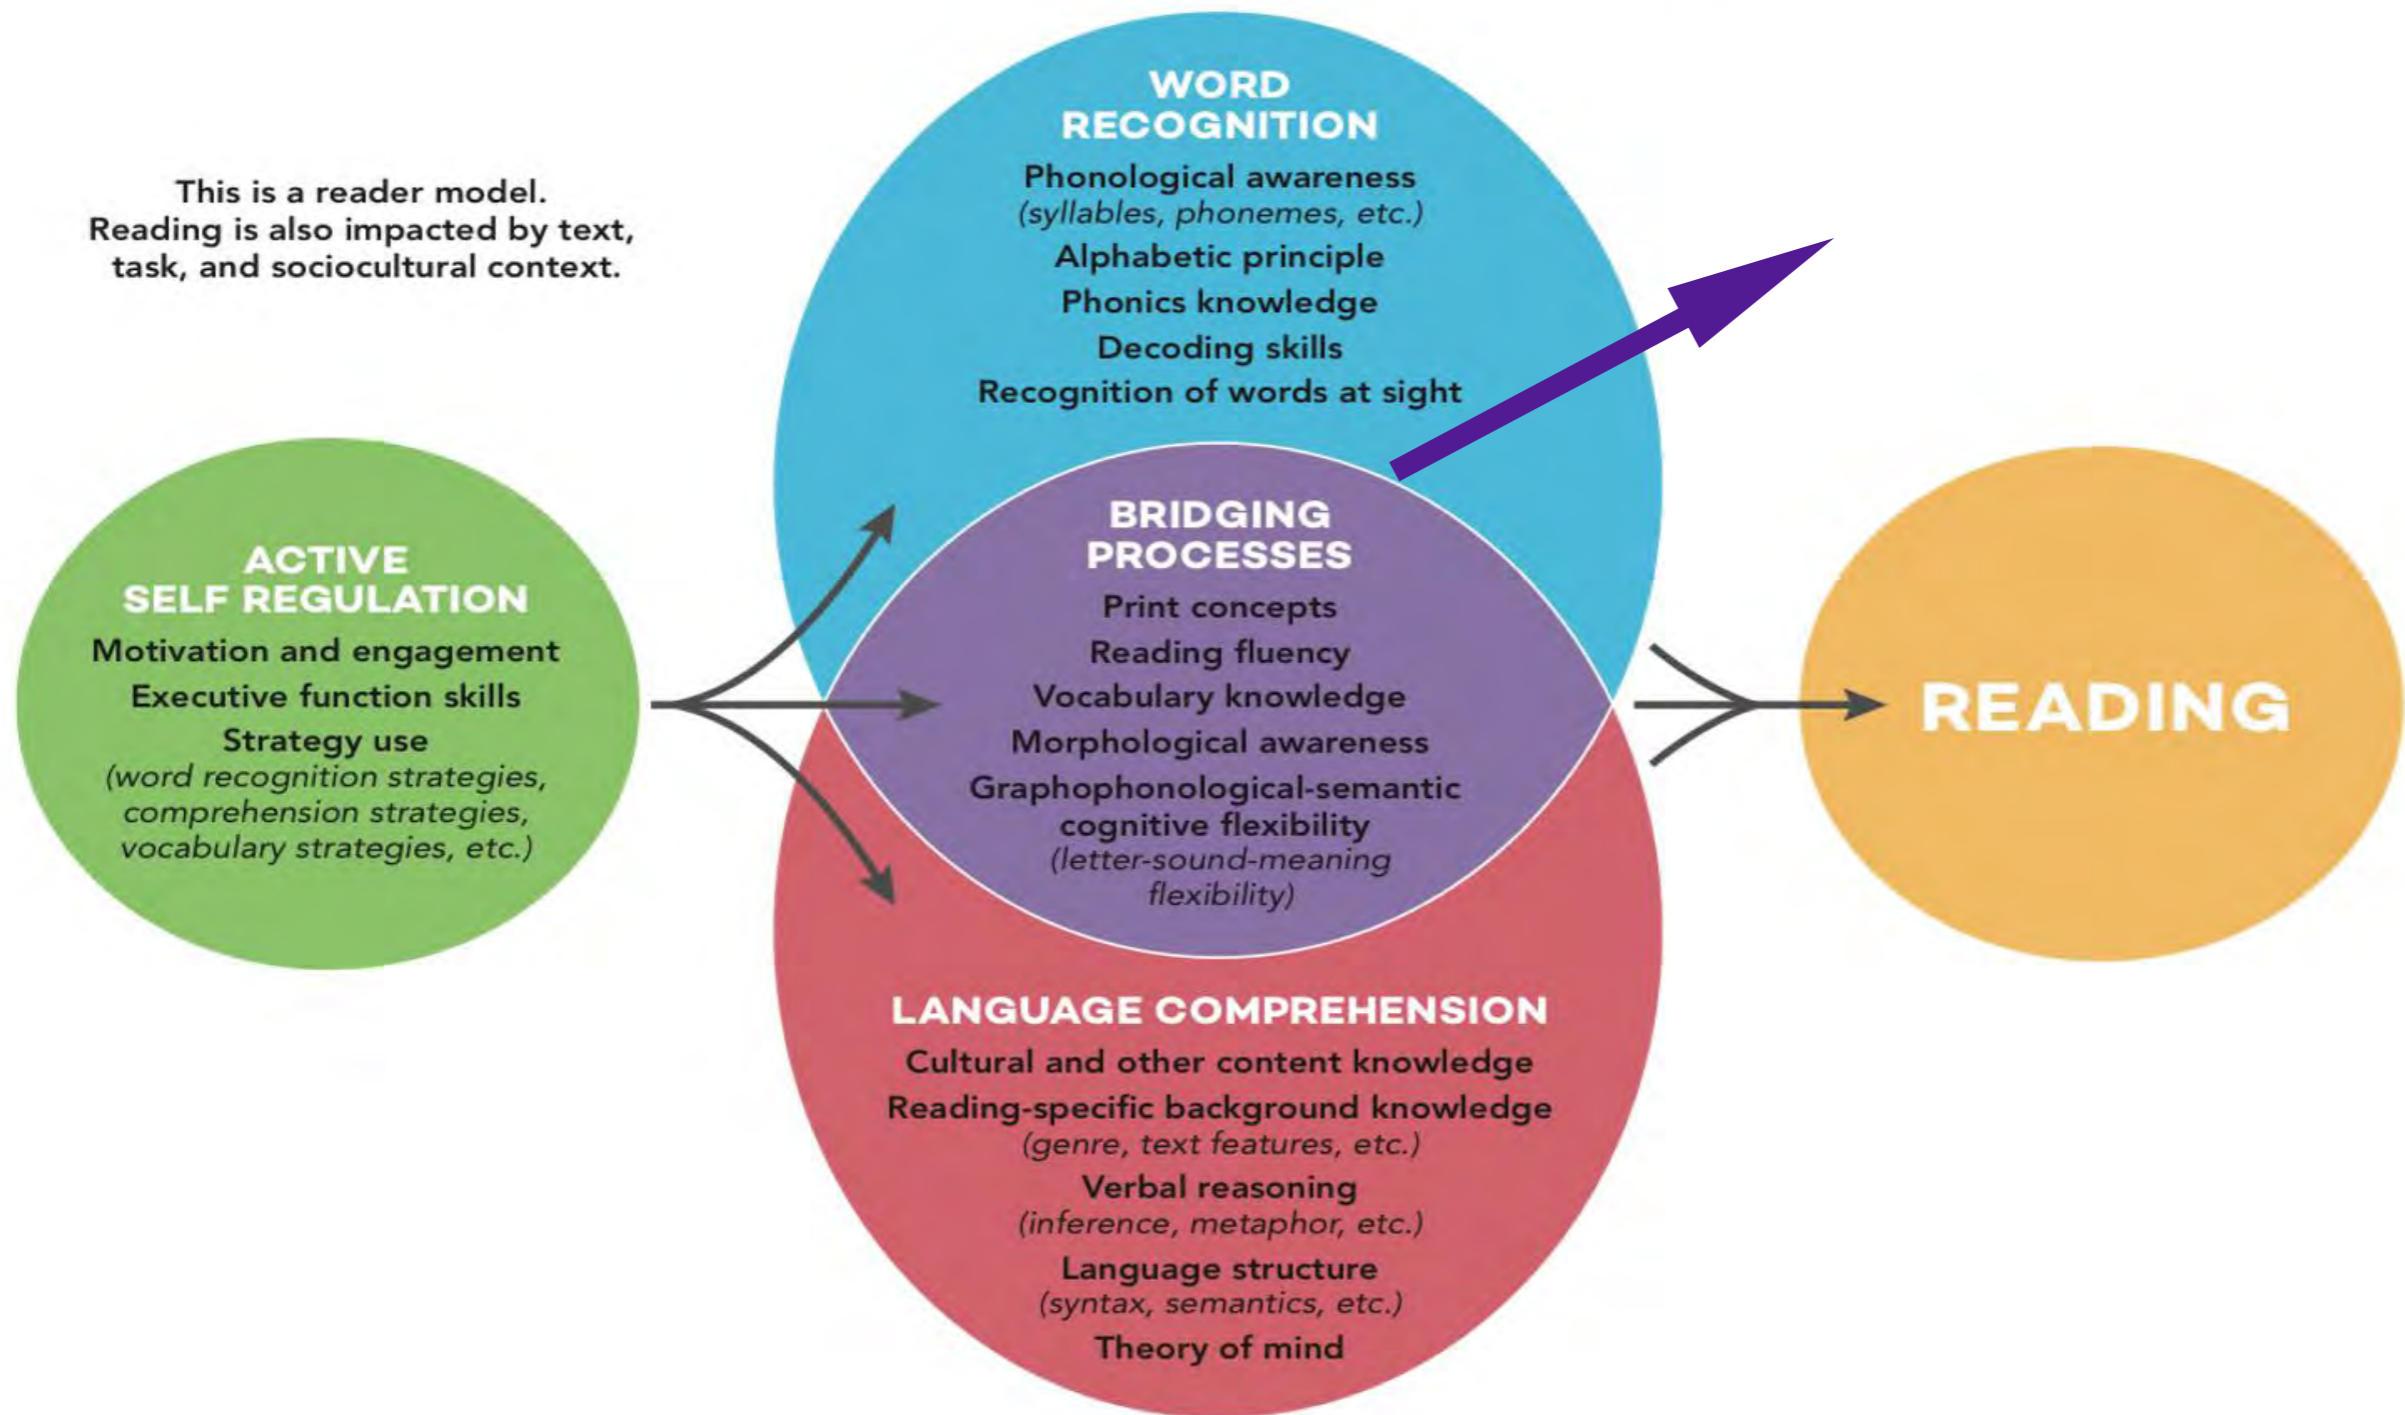 This is a reader model.
Reading is also impacted by text,
task, and sociocultural context.
ACTIVE
SELF REGULATION
Motivation and engagement
Executive function skills
Strategy use
(word recognition strategies,
comprehension strategies,
vocabulary strategies, etc.)
WORD
RECOGNITION
Phonological awareness
(syllables, phonemes, etc.)
Alphabetic principle
Phonics knowledge
Decoding skills
Recognition of words at sight
BRIDGING
PROCESSES
Print concepts
Reading fluency
Vocabulary knowledge
Morphological awareness
Graphophonological-semantic
cognitive flexibility
(letter-sound-meaning
flexibility)
LANGUAGE COMPREHENSION
Cultural and other content knowledge
Reading-specific background knowledge
(genre, text features, etc.)
Verbal reasoning
(inference, metaphor, etc.)
Language structure
(syntax, semantics, etc.)
Theory of mind
READING